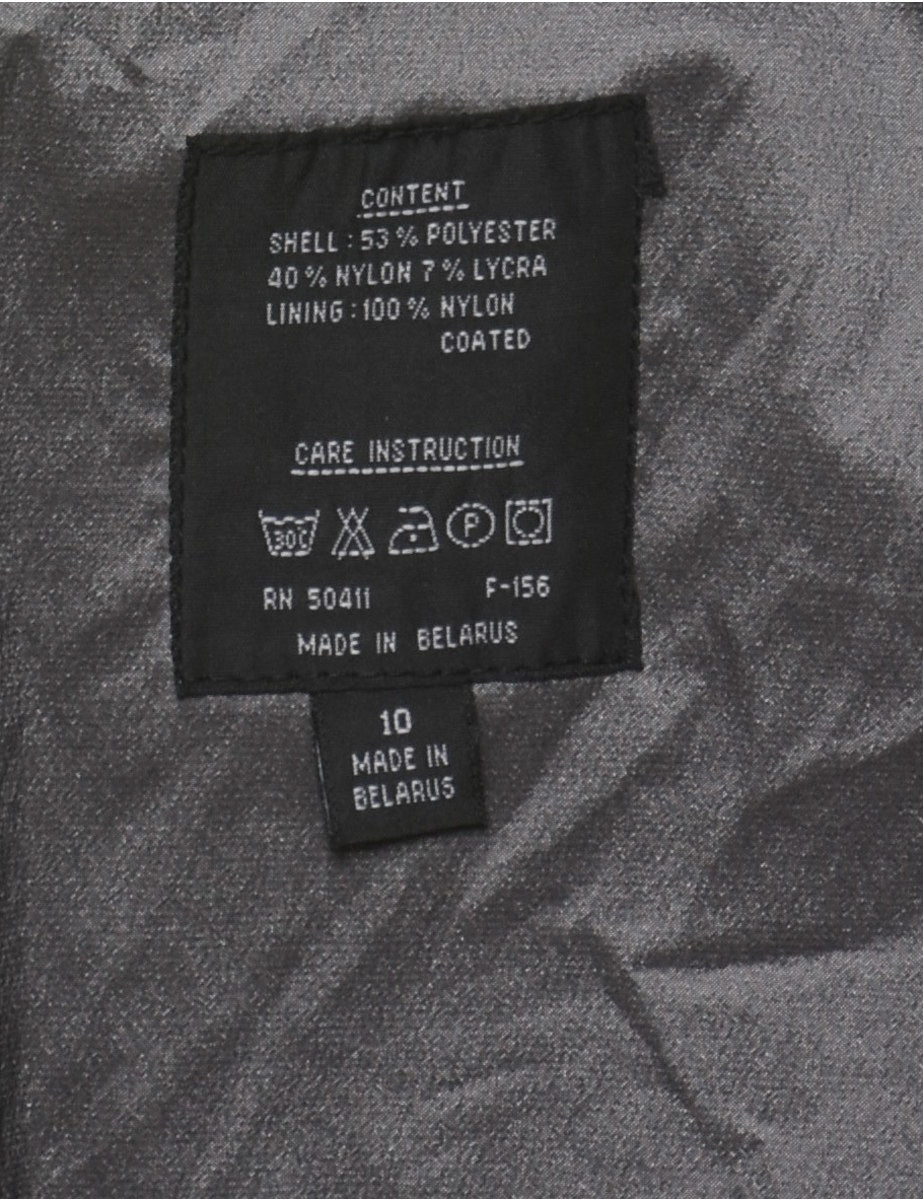 CONTENT
SHELL : 53 % POLYESTER
40 % NYLON 7 % LYCRA
LINING : 100 % NYLON
COATED
CARE INSTRUCTION
30C P
RN 50411 F-156
MADE IN BELARUS
10
MADE IN
BELARUS